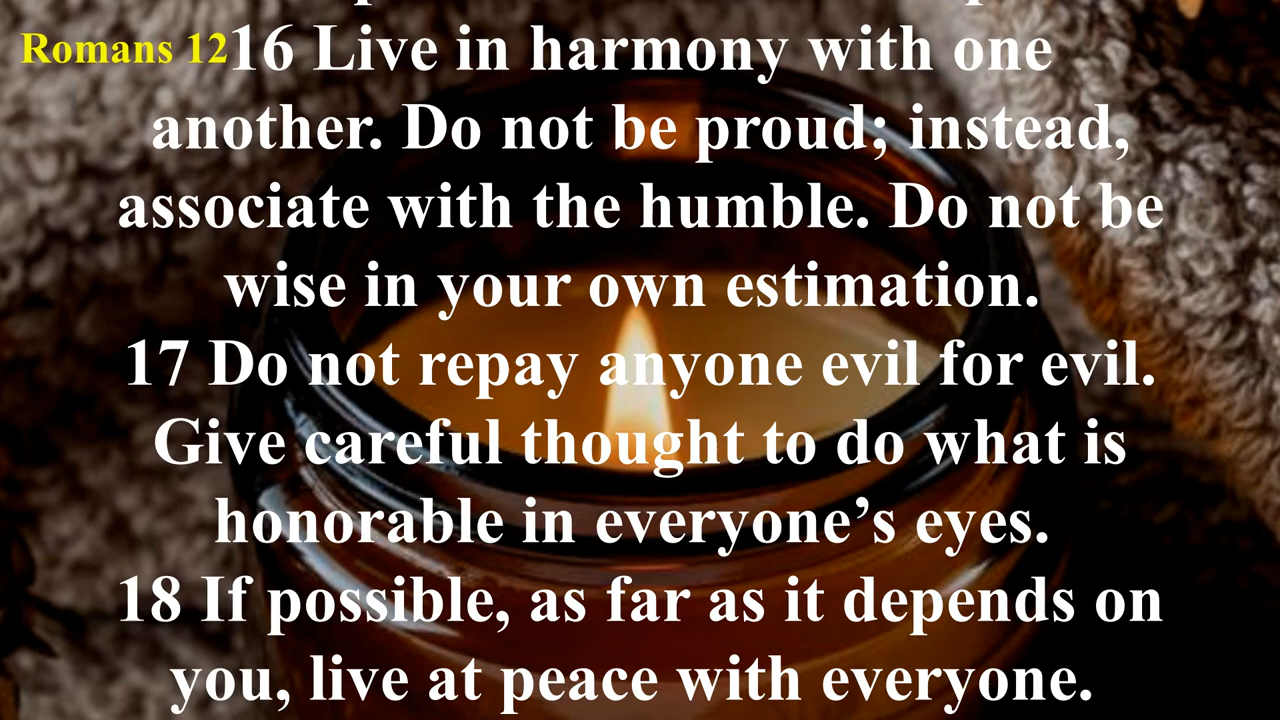 Romans 12
16 Live in harmony with one
another. Do not be proud; instead,
associate with the humble. Do not be
wise in your own estimation.
17 Do not repay anyone evil for evil.
Give careful thought to do what is
honorable in everyone’s eyes.
18 If possible, as far as it depends on
you, live at peace with everyone.